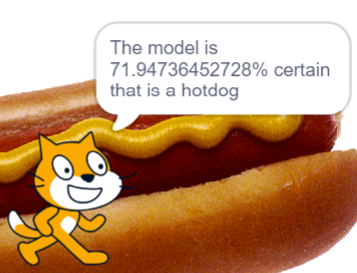 The model is
71.94736452728% certain
that is a hotdog